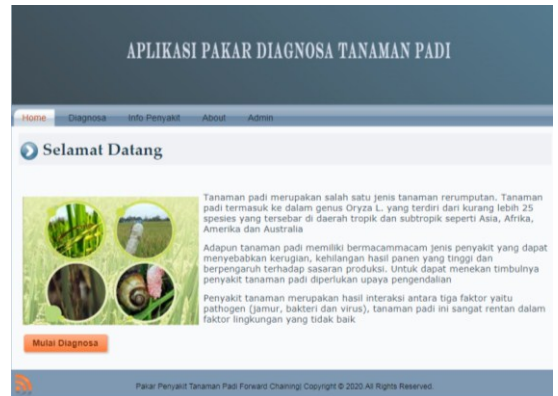 APLIKASI PAKAR DIAGNOSA TANAMAN PADI
Home Diagnosa Info Penyakit About Admin
Selamat Datang
Tanaman padi merupakan salah satu jenis tanaman rerumputan. Tanaman
padi termasuk ke dalam genus Oryza L. yang terdiri dari kurang lebih 25
spesies yang tersebar di daerah tropik dan subtropik seperti Asia, Afrika,
Amerika dan Australia
Adapun tanaman padi memiliki bermacammacam jenis penyakit yang dapat
menyebabkan kerugian, kehilangan hasil panen yang tinggi dan
berpengaruh terhadap sasaran produksi. Untuk dapat menekan timbulnya
penyakit tanaman padi diperlukan upaya pengendalian
Penyakit tanaman merupakan hasil interaksi antara tiga faktor yaitu
pathogen (jamur, bakteri dan virus), tanaman padi ini sangat rentan dalam
faktor lingkungan yang tidak baik
Mulai Diagnosa
Pakar Penyakit Tanaman Padi Forward Chaining| Copyright © 2020.All Rights Reserved.